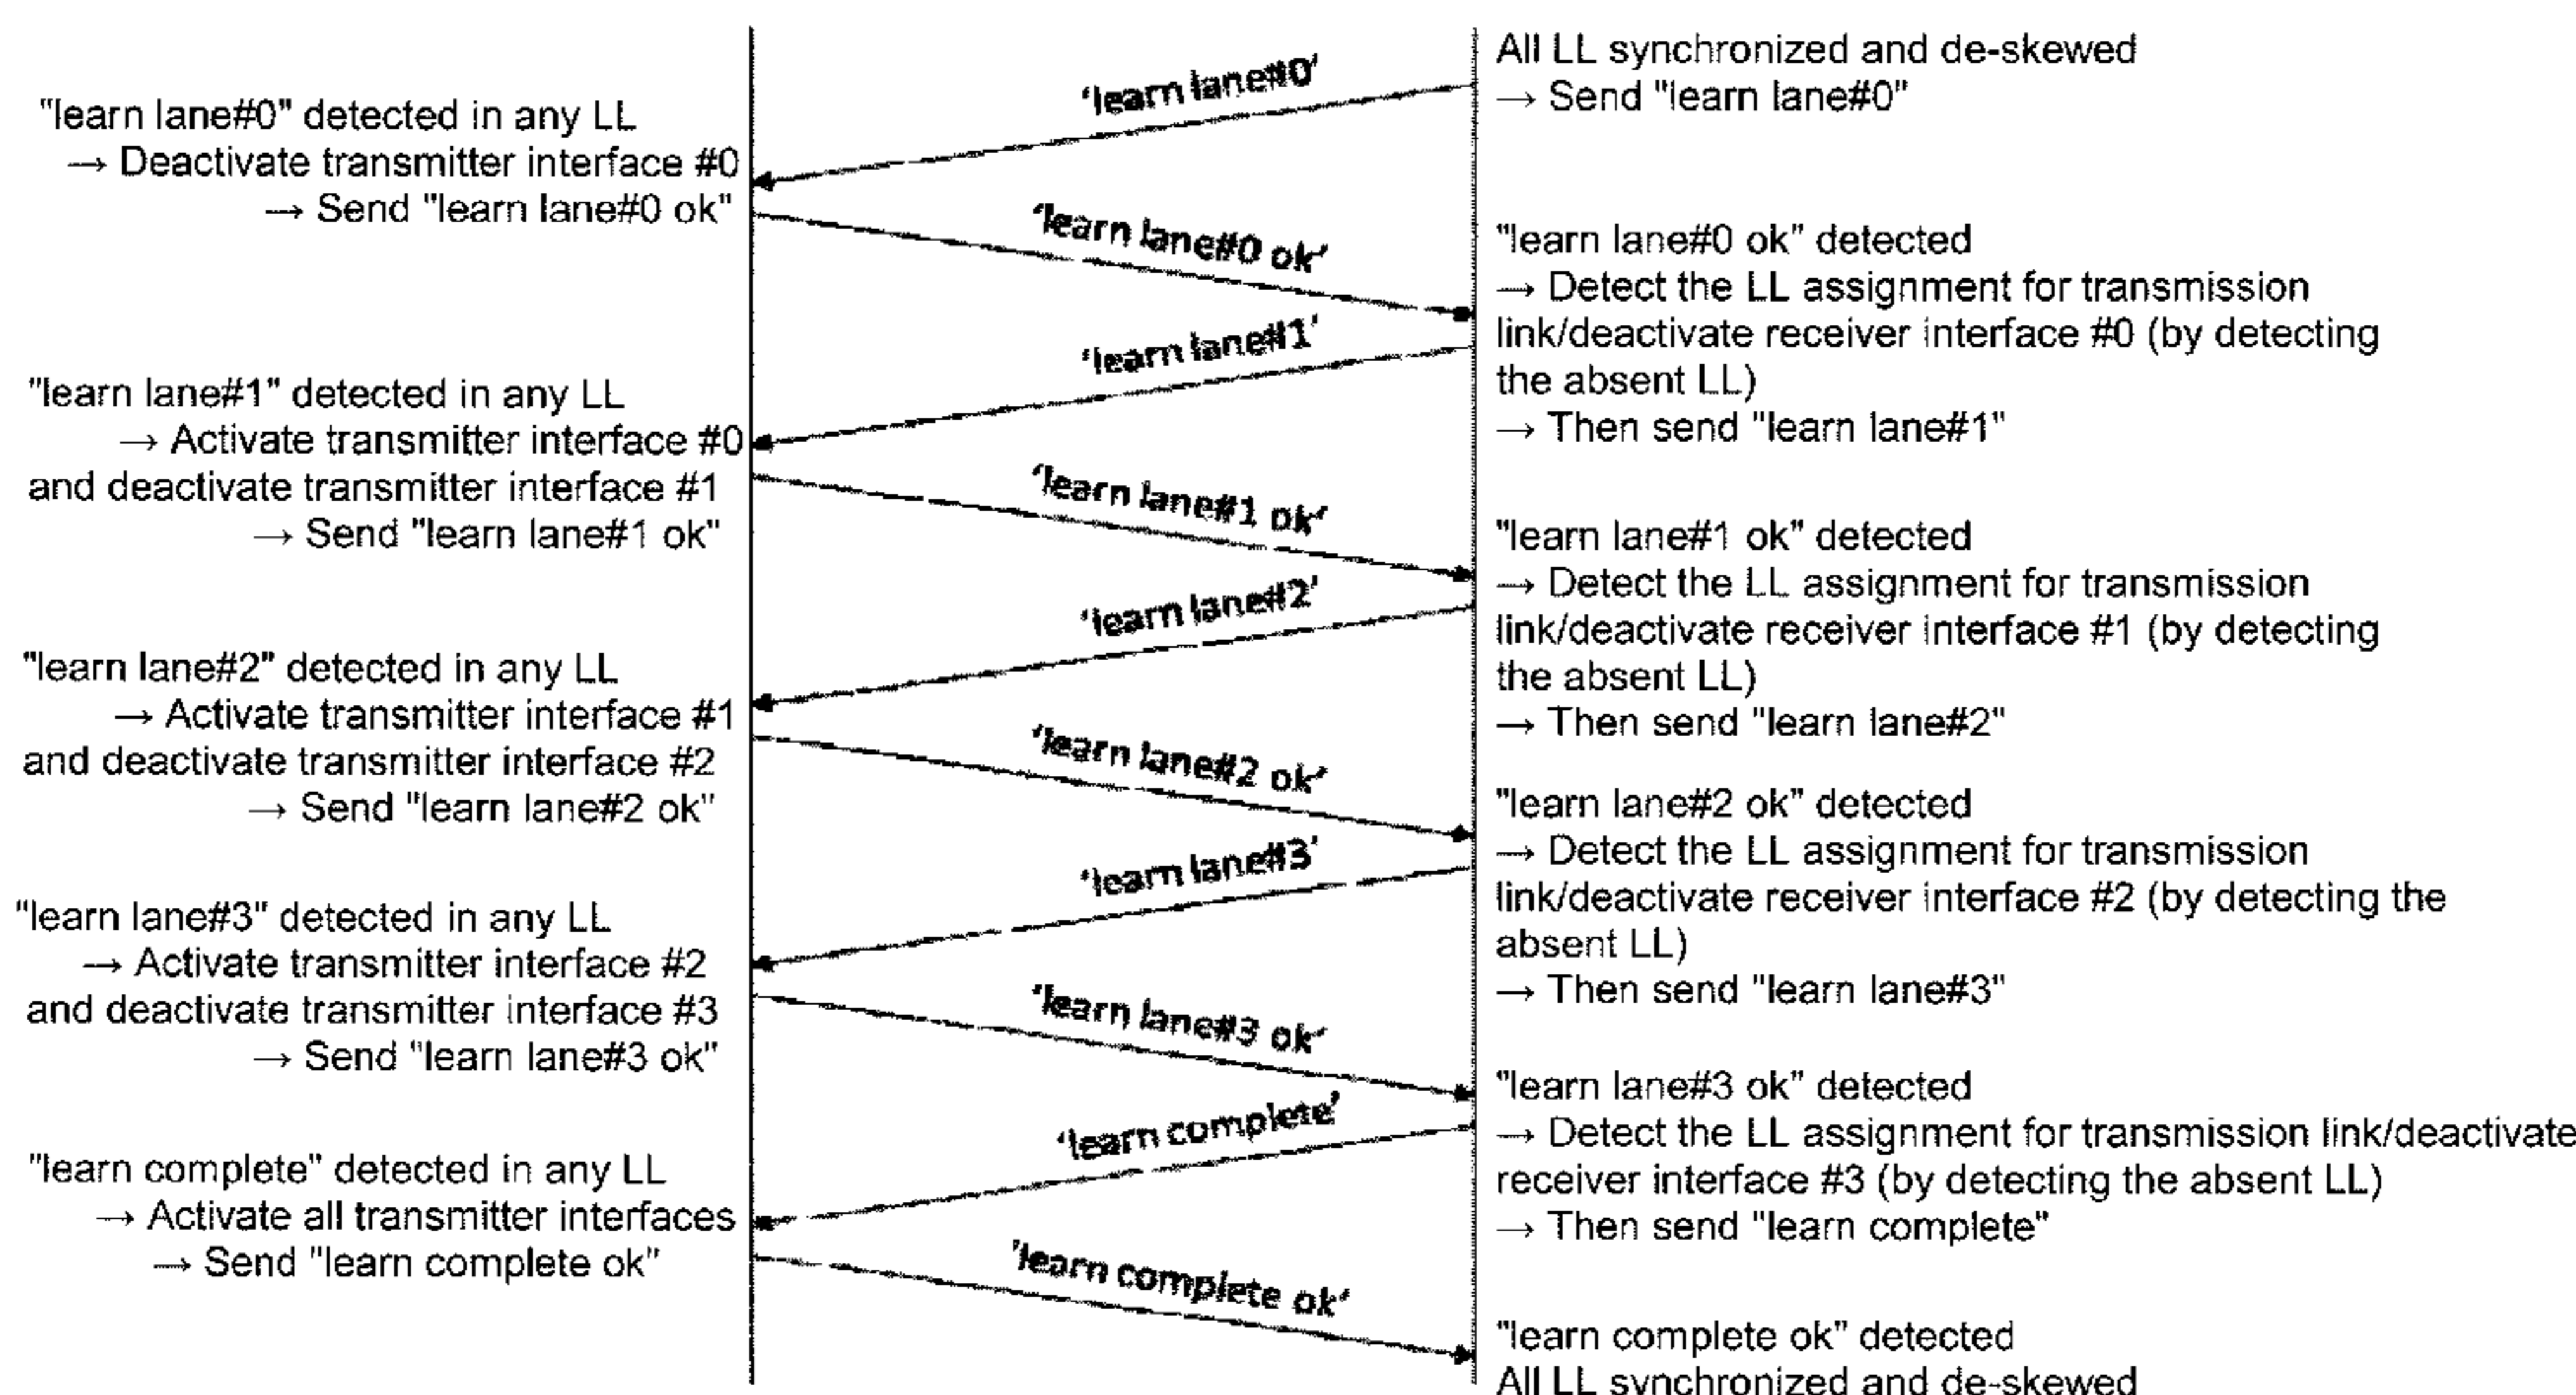 "learn lane#0" detected in any LL
→ Deactivate transmitter interface #0
→ Send "learn lane#0 ok"
"learn lane#1" detected in any LL
→ Activate transmitter interface #0
and deactivate transmitter interface #1
→ Send "learn lane#1 ok"
"learn lane#2" detected in any LL
→ Activate transmitter interface #1
and deactivate transmitter interface #2
→ Send "learn lane#2 ok"
"learn lane#3" detected in any LL
→ Activate transmitter interface #2
and deactivate transmitter interface #3
→ Send "learn lane#3 ok"
"learn complete" detected in any LL
→ Activate all transmitter interfaces
→ Send "learn complete ok"
'learn lane#0'
'learn lane#0 ok'
'learn lane#1'
'learn lane#1 ok'
'learn lane#2'
'learn lane#2 ok'
'learn lane#3'
'learn lane#3 ok'
'learn complete'
'learn complete ok'
All LL synchronized and de-skewed
→ Send "learn lane#0"
"learn lane#0 ok" detected
→ Detect the LL assignment for transmission
link/deactivate receiver interface #0 (by detecting
the absent LL)
→ Then send "learn lane#1"
"learn lane#1 ok" detected
→ Detect the LL assignment for transmission
link/deactivate receiver interface #1 (by detecting
the absent LL)
→ Then send "learn lane#2"
"learn lane#2 ok" detected
→ Detect the LL assignment for transmission
link/deactivate receiver interface #2 (by detecting the
absent LL)
→ Then send "learn lane#3"
"learn lane#3 ok" detected
→ Detect the LL assignment for transmission link/deactivate
receiver interface #3 (by detecting the absent LL)
→ Then send "learn complete"
"learn complete ok" detected
All LL synchronized and de-skewed